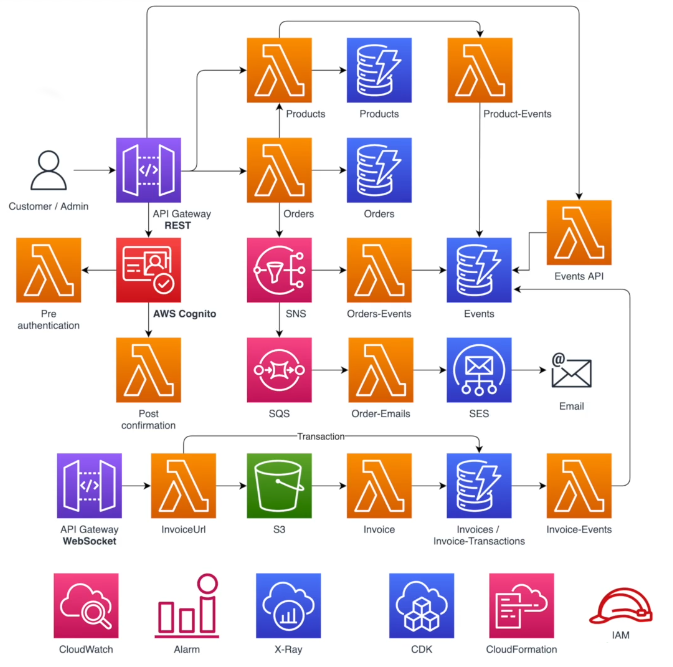 Products
Products
Product-Events
Customer / Admin
API Gateway
REST
Orders
Orders
Events API
Pre
authentication
AWS Cognito
SNS
Orders-Events
Events
Post
confirmation
SQS
Order-Emails
SES
@
Email
Transaction
API Gateway
WebSocket
InvoiceUrl
S3
Invoice
Invoices /
Invoice-Transactions
Invoice-Events
CloudWatch
Alarm
X-Ray
CDK
CloudFormation
IAM